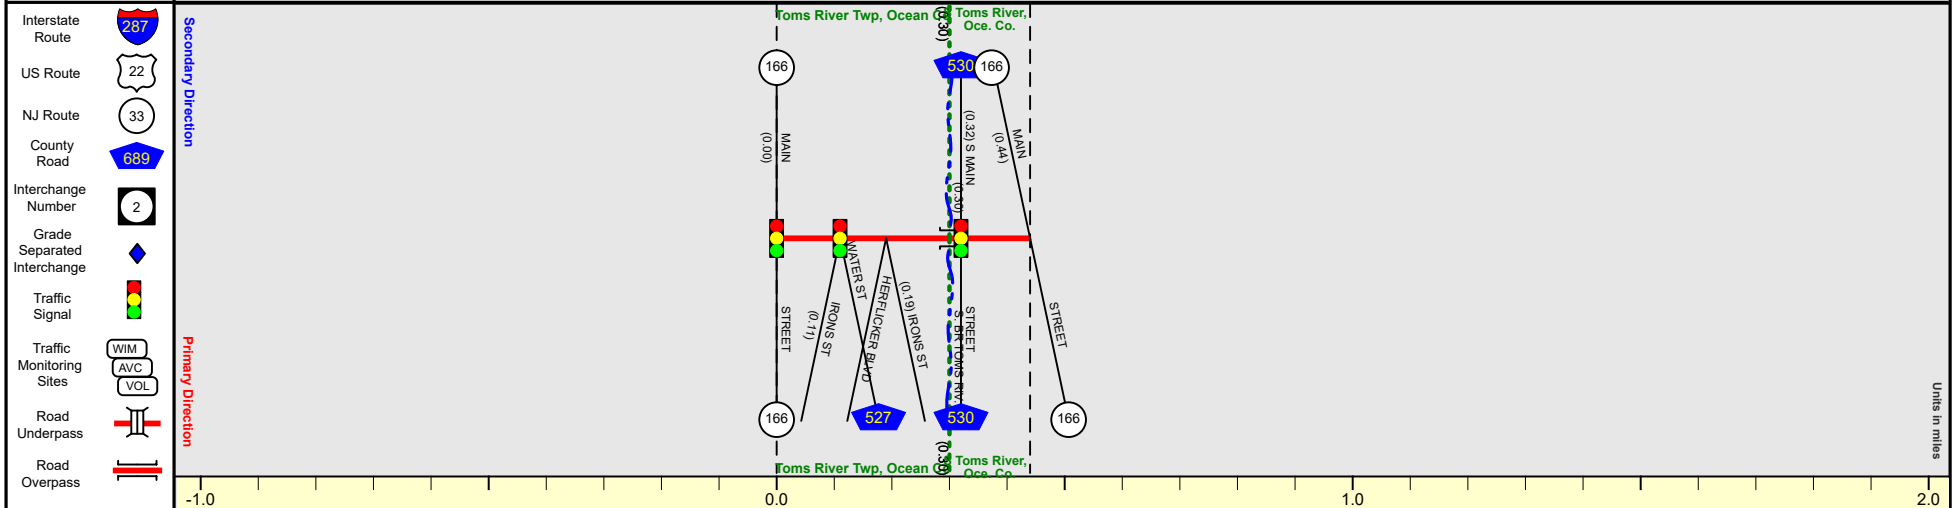 Interstate
Route
287
US Route
22
NJ Route
33
County
Road
689
Interchange
Number
2
Grade
Separated
Interchange
Traffic
Signal
Traffic
Monitoring
Sites
WIM
AVC
VOL
Road
Underpass
Road
Overpass
Secondary Direction
Primary Direction
Toms River Twp, Ocean C
(0.30)
Toms River,
Oce. Co.
166
530
166
MAIN
(0.00)
(0.32) S MAIN
(0.30)
MAIN
(0.44)
STREET
IRONS ST
(0.11)
WATER ST
HERFLICKER BLVD
(0.19) IRONS ST
STREET
S. BR TOMS RIV.
STREET
166
527
530
166
Toms River Twp, Ocean C
(0.30)
Toms River,
Oce. Co.
Units in miles
-1.0
0.0
1.0
2.0